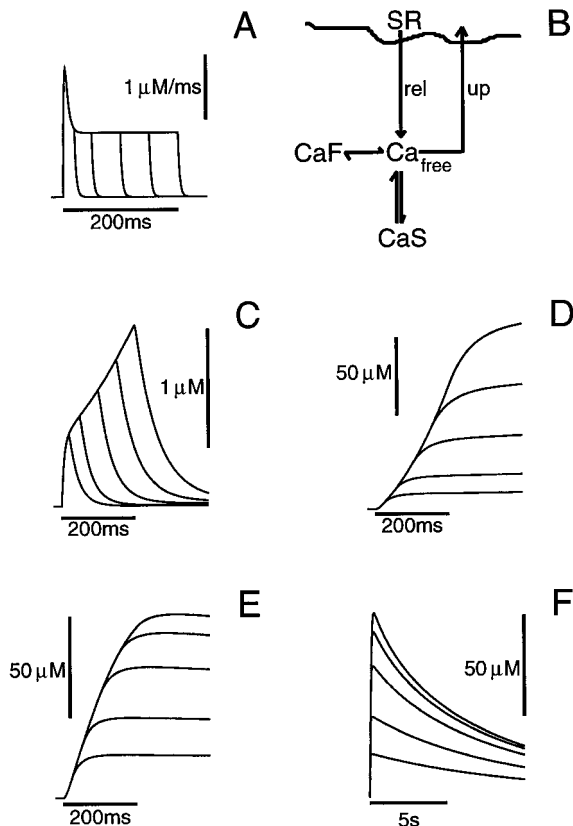 A
1 μM/ms
200ms
B
SR
rel
up
CaF
Ca free
CaS
C
1 μM
200ms
D
50 μM
200ms
E
50 μM
200ms
F
50 μM
5s